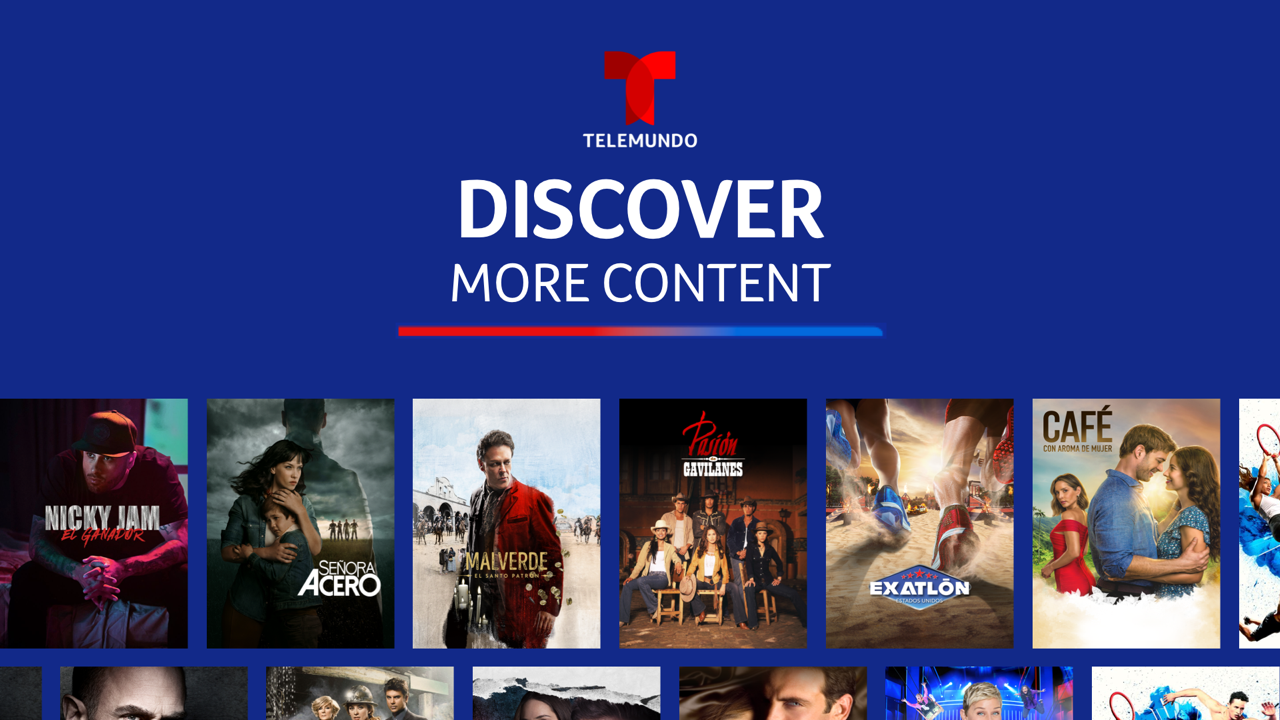 TELEMUNDO
DISCOVER
MORE CONTENT
NICKY JAM
EL GANADOR
SEÑORA
ACERO
MALVERDE
EL SANTO PATRÓN
Pasión
DE
GAVILANES
EXATLÓN
ESTADOS UNIDOS
CAFÉ
CON AROMA DE MUJER